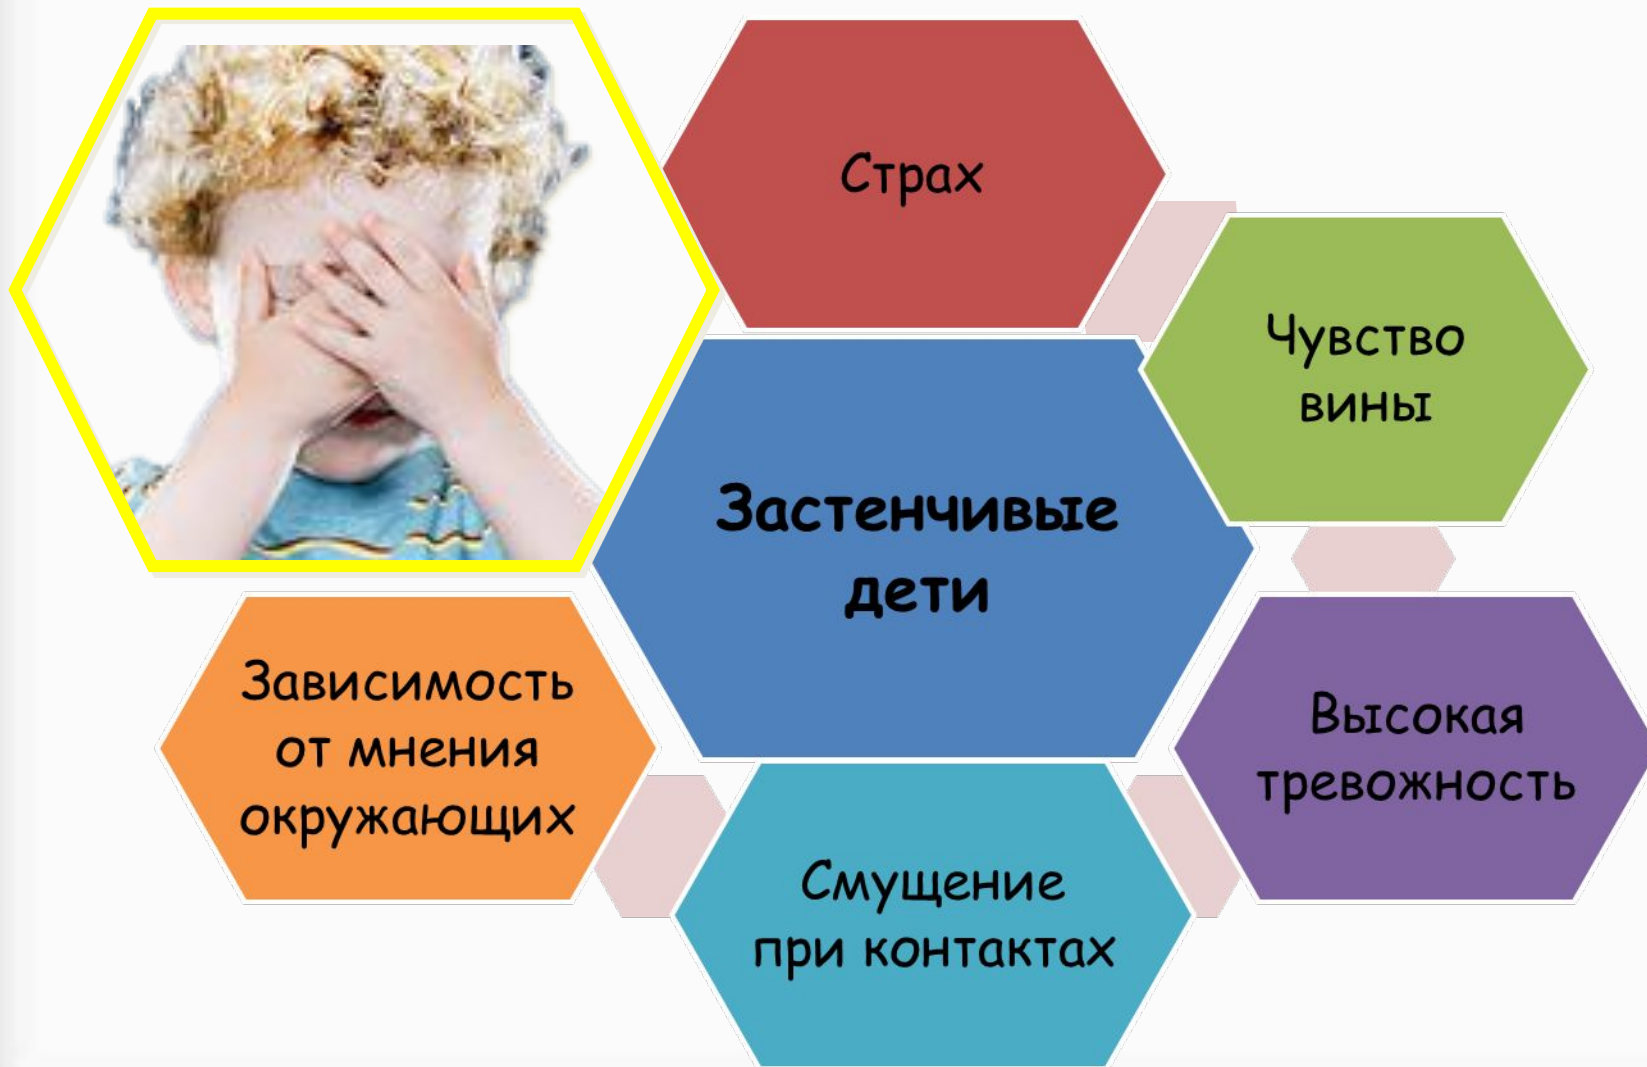 Страх
Чувство
вины
Застенчивые
дети
Зависимость
от мнения
окружающих
Высокая
тревожность
Смущение
при контактах